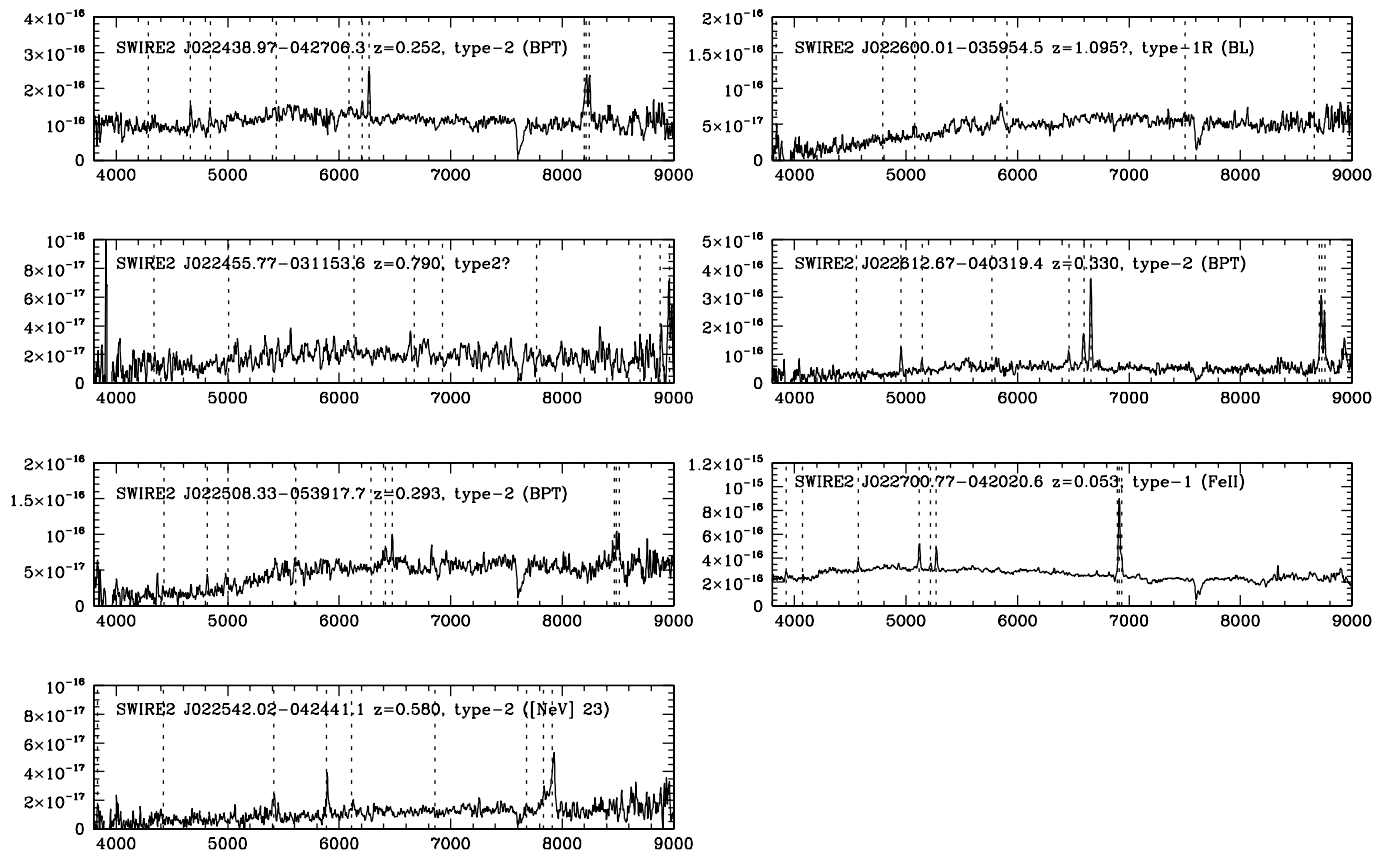 4×10⁻¹⁶
3×10⁻¹⁶
2×10⁻¹⁶
10⁻¹⁶
0
SWIRE2 J022438.97−042706.3 z=0.252, type−2 (BPT)
4000 5000 6000 7000 8000 9000
2×10⁻¹⁶
1.5×10⁻¹⁶
10⁻¹⁶
5×10⁻¹⁷
0
SWIRE2 J022600.01−035954.5 z=1.095?, type−1R (BL)
4000 5000 6000 7000 8000 9000
10⁻¹⁶
8×10⁻¹⁷
6×10⁻¹⁷
4×10⁻¹⁷
2×10⁻¹⁷
0
SWIRE2 J022455.77−031153.6 z=0.790, type2?
4000 5000 6000 7000 8000 9000
5×10⁻¹⁶
4×10⁻¹⁶
3×10⁻¹⁶
2×10⁻¹⁶
10⁻¹⁶
0
SWIRE2 J022612.67−040319.4 z=0.330, type−2 (BPT)
4000 5000 6000 7000 8000 9000
2×10⁻¹⁶
1.5×10⁻¹⁶
10⁻¹⁶
5×10⁻¹⁷
0
SWIRE2 J022508.33−053917.7 z=0.293, type−2 (BPT)
4000 5000 6000 7000 8000 9000
1.2×10⁻¹⁵
10⁻¹⁵
8×10⁻¹⁶
6×10⁻¹⁶
4×10⁻¹⁶
2×10⁻¹⁶
0
SWIRE2 J022700.77−042020.6 z=0.053, type−1 (FeII)
4000 5000 6000 7000 8000 9000
10⁻¹⁶
8×10⁻¹⁷
6×10⁻¹⁷
4×10⁻¹⁷
2×10⁻¹⁷
0
SWIRE2 J022542.02−042441.1 z=0.580, type−2 ([NeV] 23)
4000 5000 6000 7000 8000 9000